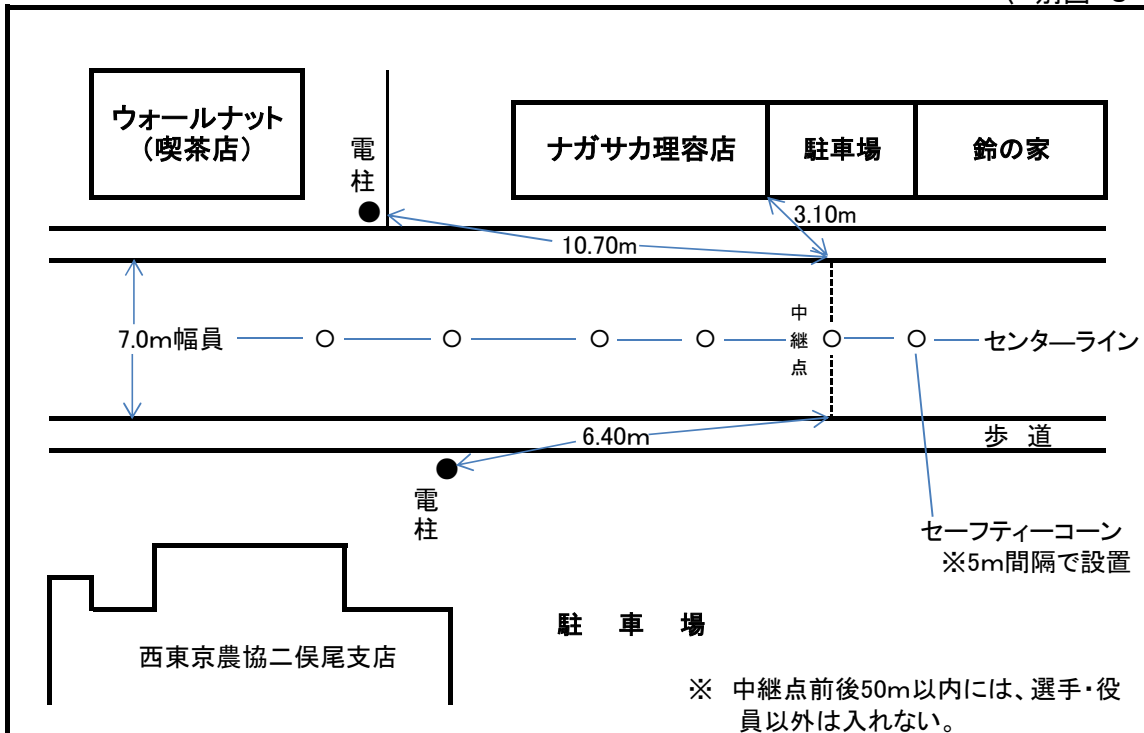 ウォールナット
(喫茶店)
電
柱
ナガサカ理容店
駐車場
鈴の家
3.10m
10.70m
7.0m幅員
中
継
点
センタ―ライン
6.40m
歩 道
電
柱
セーフティーコーン
※5m間隔で設置
駐 車 場
西東京農協二俣尾支店
※ 中継点前後50m以内には、選手・役
員以外は入れない。